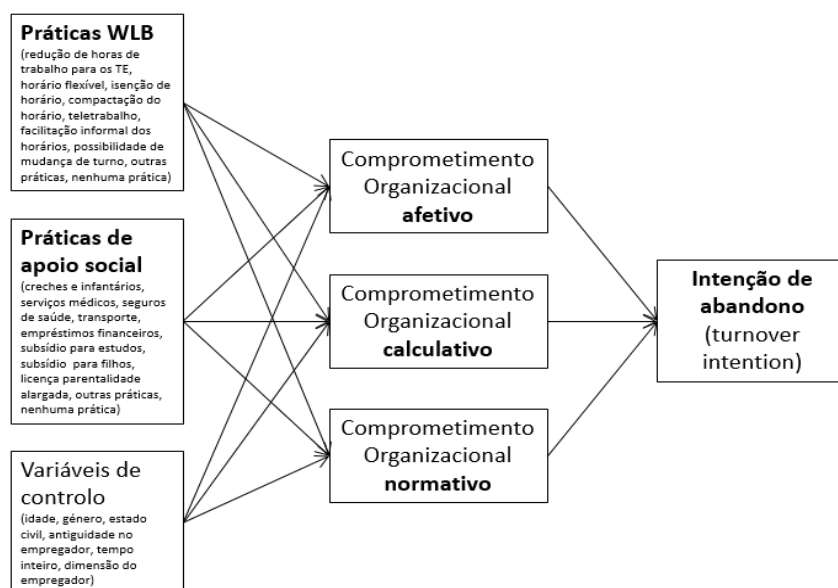 Práticas WLB
(redução de horas de
trabalho para os TE,
horário flexível, isenção de
horário, compactação do
horário, teletrabalho,
facilitação informal dos
horários, possibilidade de
mudança de turno, outras
práticas, nenhuma prática)
Práticas de
apoio social
(creches e infantários,
serviços médicos, seguros
de saúde, transporte,
empréstimos financeiros,
subsídio para estudos,
subsídio para filhos,
licença parentalidade
alargada, outras práticas,
nenhuma prática)
Variáveis de
controlo
(idade, género, estado
civil, antiguidade no
empregador, tempo
inteiro, dimensão do
empregador)
Comprometimento
Organizacional
afetivo
Comprometimento
Organizacional
calculativo
Comprometimento
Organizacional
normativo
Intenção de
abandono
(turnover
intention)